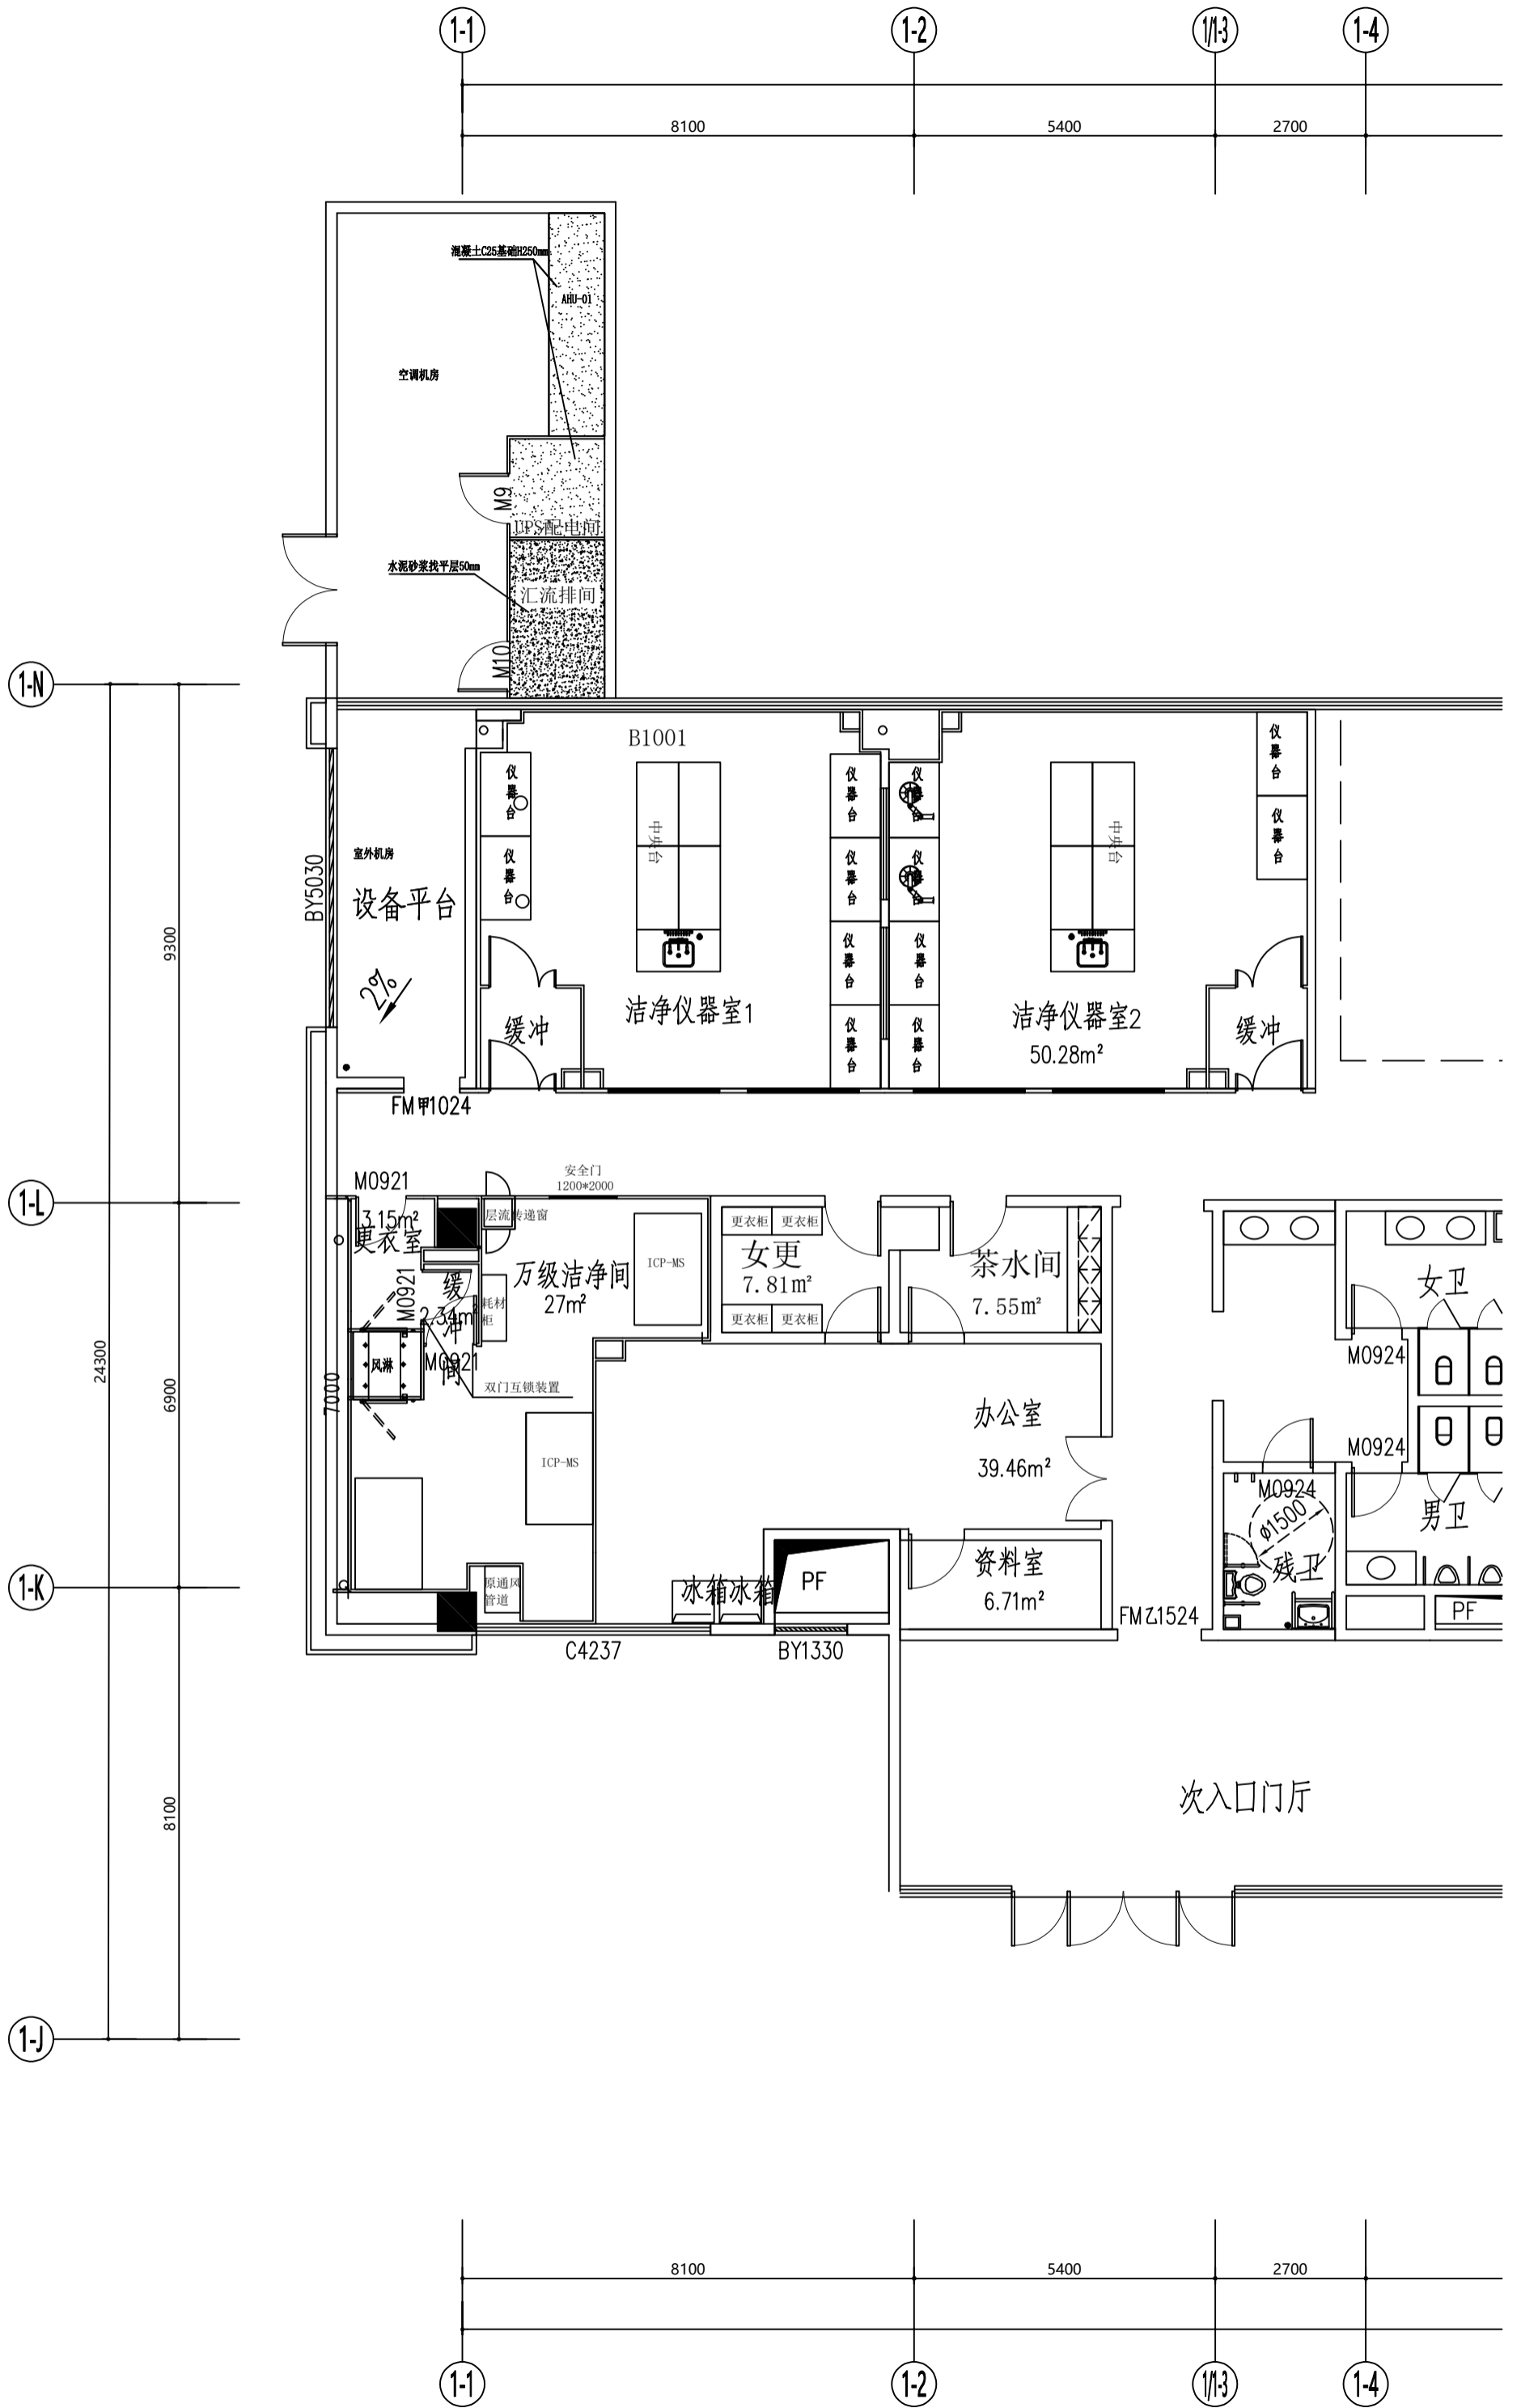 1-1
1-2
1/1-3
1-4
8100
5400
2700
混凝土C25基础H250mm
AHU-01
空调机房
M9
UPS配电间
水泥砂浆找平层50mm
汇流排间
M10
1-N
B1001
仪器台
仪器台
仪器台
仪器台
仪器台
仪器台
中央台
中央台
仪器台
仪器台
仪器台
仪器台
仪器台
仪器台
室外机房
BY5030
设备平台
9300
2%
洁净仪器室1
洁净仪器室2
50.28m²
缓冲
缓冲
FM甲1024
安全门
1200*2000
M0921
1-L
3.15m²
更衣室
层流传递窗
更衣柜
更衣柜
女更
7.81m²
更衣柜
更衣柜
茶水间
7.55m²
ICP-MS
万级洁净间
27m²
耗材柜
M0921
缓冲间
2.34m²
女卫
M0924
风淋
M0921
双门互锁装置
24300
7000
6900
办公室
39.46m²
M0924
ICP-MS
M0924
ø1500
男卫
残卫
资料室
6.71m²
1-K
原通风
管道
冰箱
冰箱
PF
FM乙1524
PF
C4237
BY1330
次入口门厅
8100
1-J
8100
5400
2700
1-1
1-2
1/1-3
1-4